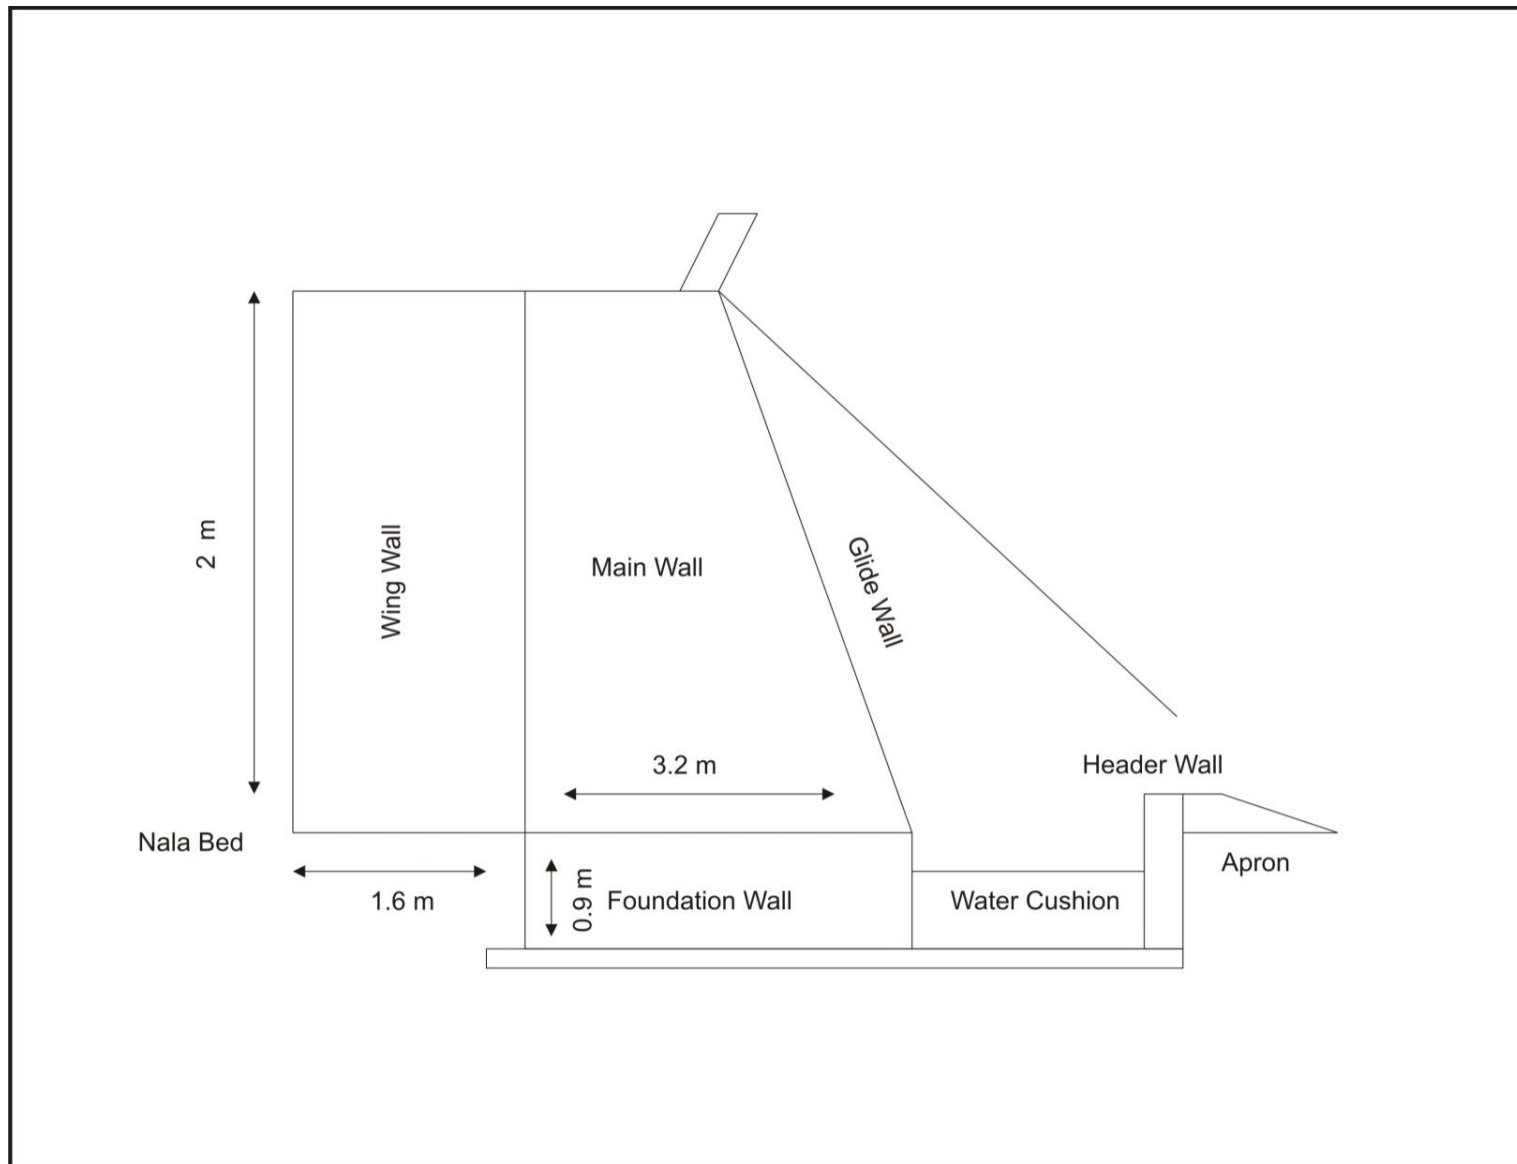 2 m
Wing Wall
Main Wall
Glide Wall
3.2 m
Header Wall
Nala Bed
1.6 m
0.9 m
Foundation Wall
Water Cushion
Apron